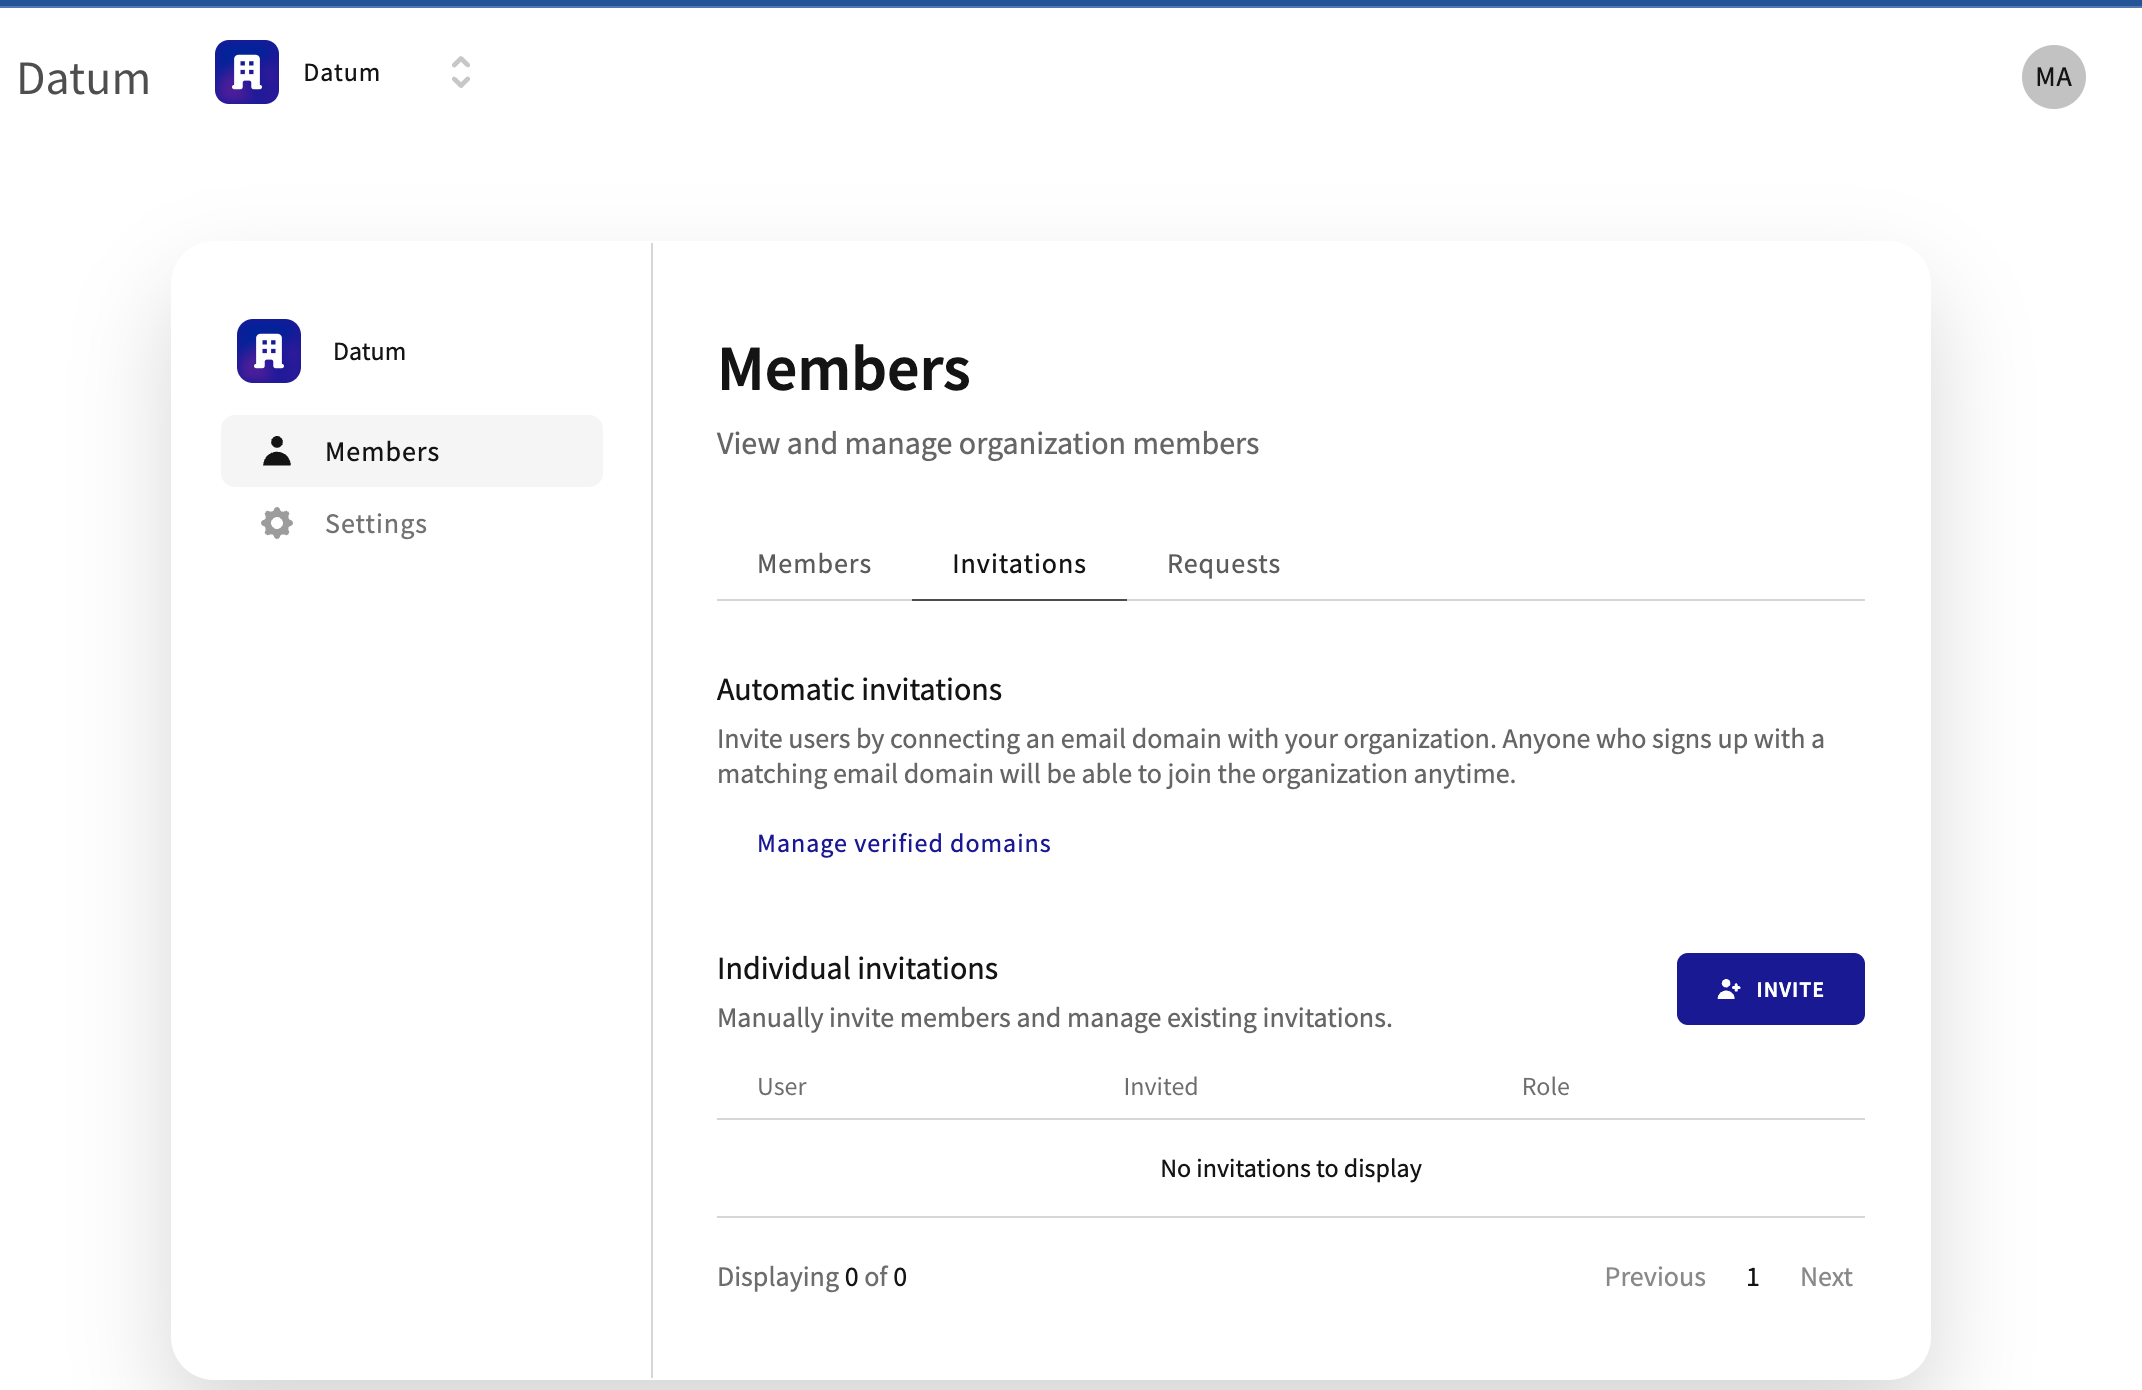 Datum
Datum
MA
Datum
Members
Settings
Members
View and manage organization members
Members Invitations Requests
Automatic invitations
Invite users by connecting an email domain with your organization. Anyone who signs up with a
matching email domain will be able to join the organization anytime.
Manage verified domains
Individual invitations
Manually invite members and manage existing invitations.
INVITE
User Invited Role
No invitations to display
Displaying 0 of 0
Previous 1 Next